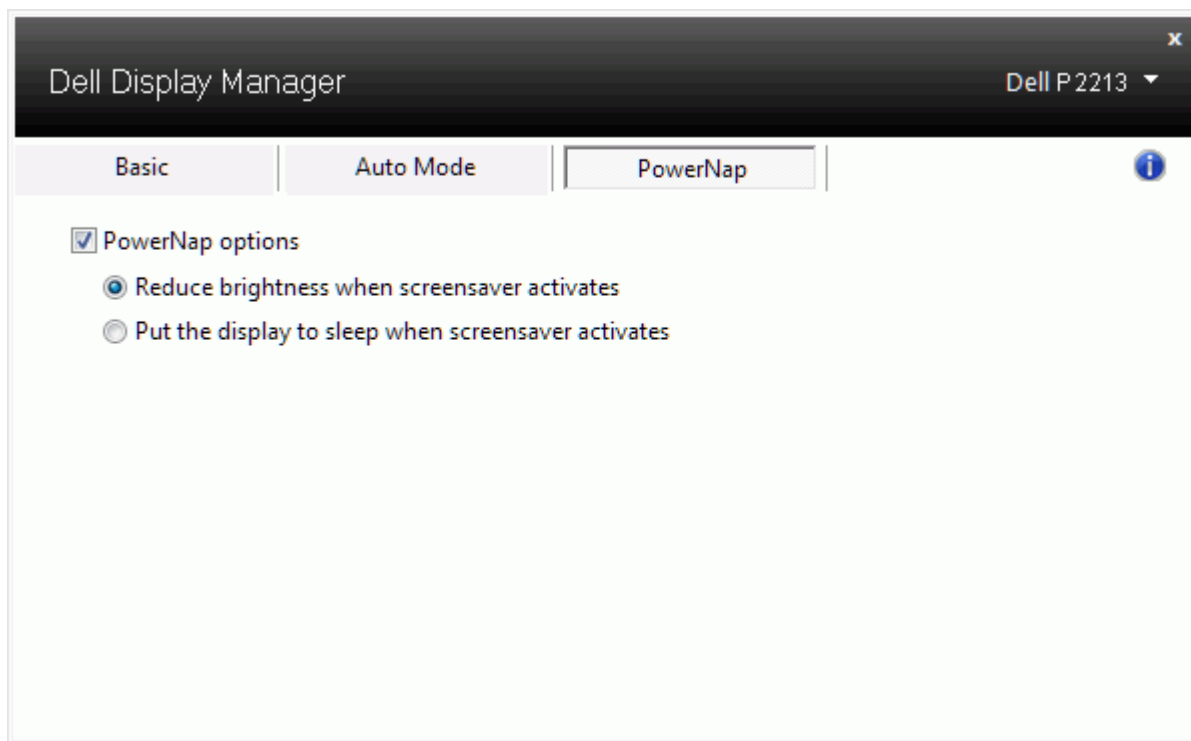 x
Dell Display Manager
Dell P2213
Basic
Auto Mode
PowerNap
i
PowerNap options
Reduce brightness when screensaver activates
Put the display to sleep when screensaver activates